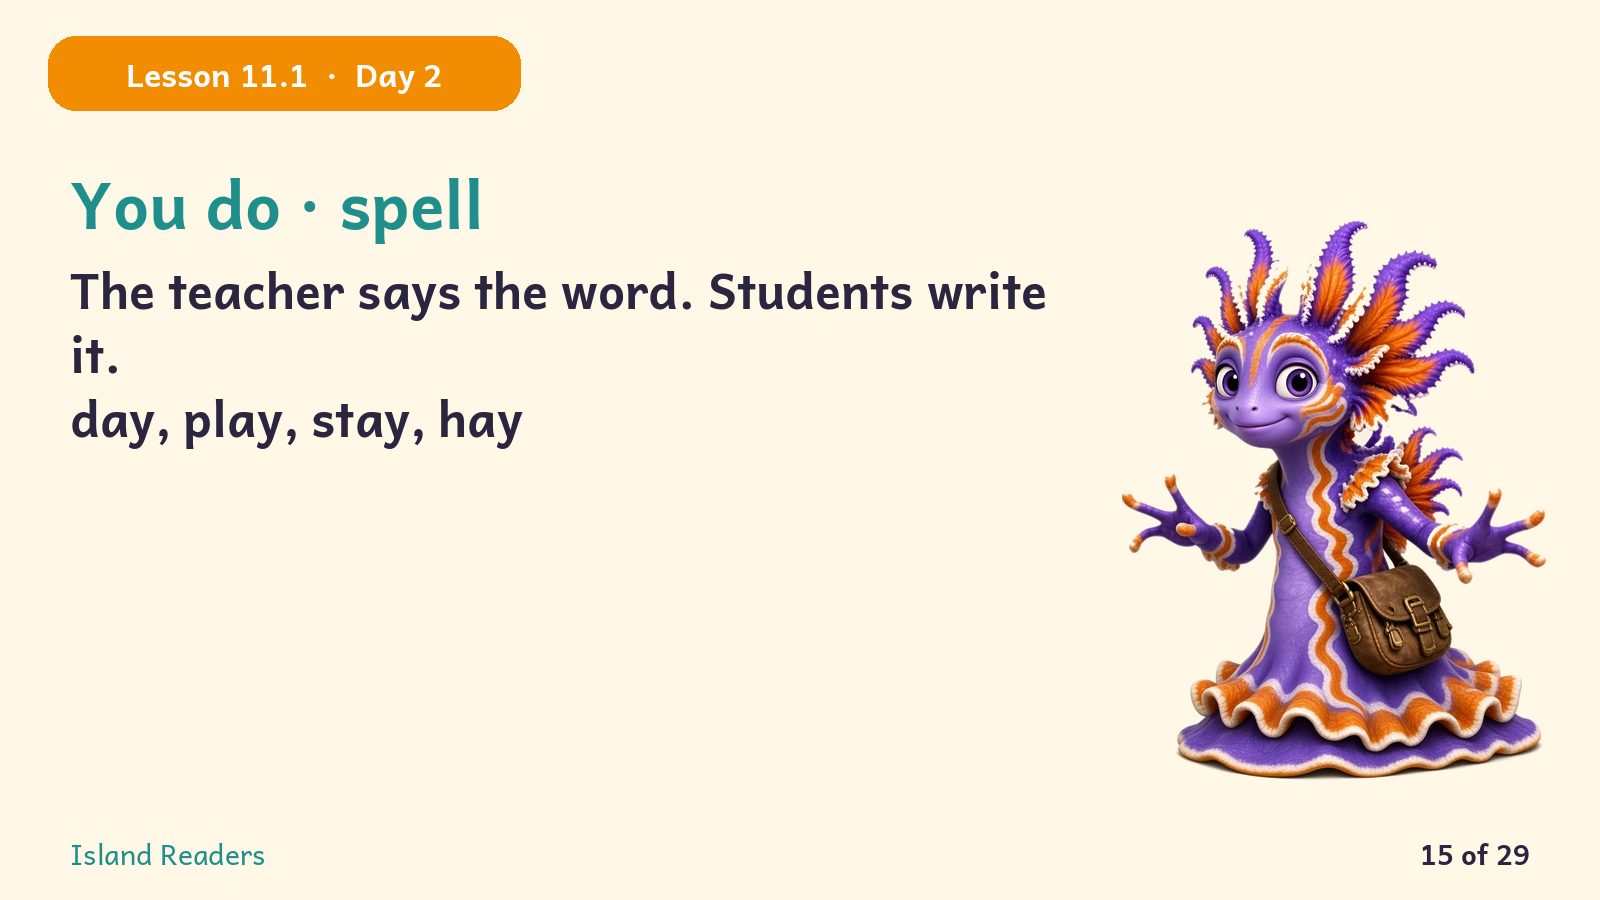 Lesson 11.1 · Day 2
You do · spell
The teacher says the word. Students write
it.
day, play, stay, hay
Island Readers
15 of 29